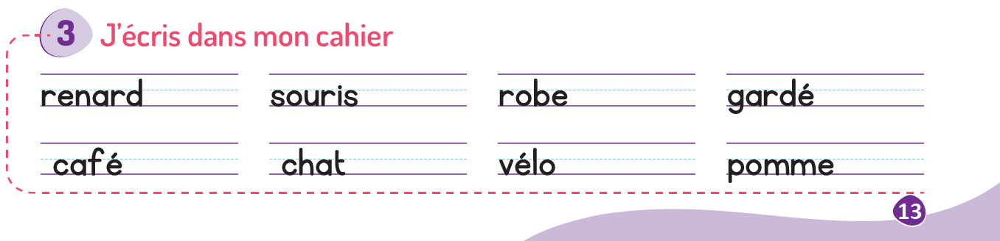 3 J'écris dans mon cahier
renard souris robe gardé
café chat vélo pomme
13